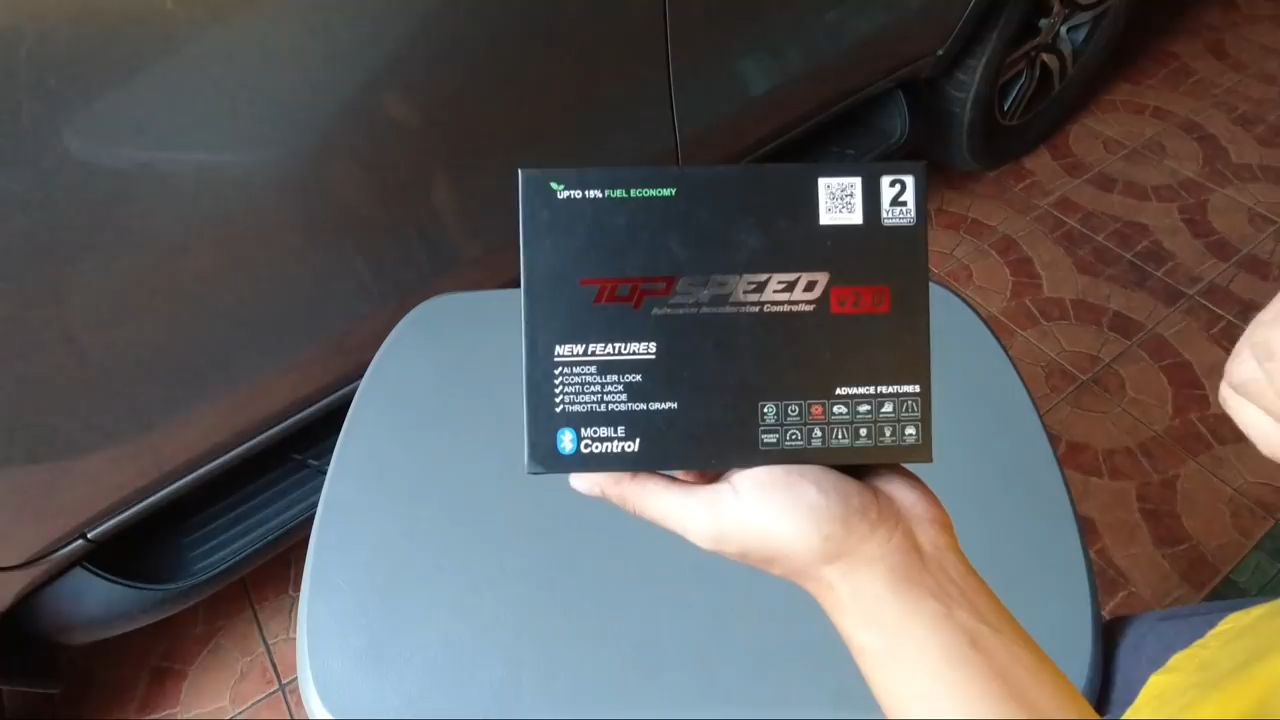 UPTO 15% FUEL ECONOMY
2
YEAR
WARRANTY
TOPSPEED
V2.0
Advance Accelerator Controller
NEW FEATURES
AI MODE
CONTROLLER LOCK
ANTI CAR JACK
STUDENT MODE
THROTTLE POSITION GRAPH
MOBILE
Control
ADVANCE FEATURES